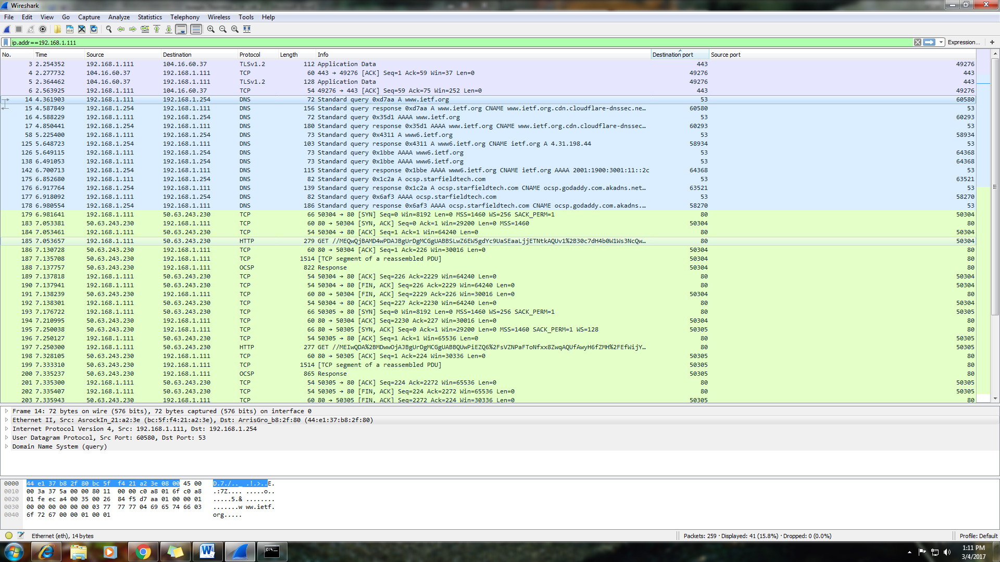 Wireshark
File Edit View Go Capture Analyze Statistics Telephony Wireless Tools Help
ip.addr==192.168.1.111 Expression... +
No. Time Source Destination Protocol Length Info Destination port Source port
3 2.254352 192.168.1.111 104.16.60.37 TLSv1.2 112 Application Data 443 49276
4 2.277732 104.16.60.37 192.168.1.111 TCP 60 443 → 49276 [ACK] Seq=1 Ack=59 Win=37 Len=0 49276 443
5 2.364462 104.16.60.37 192.168.1.111 TLSv1.2 128 Application Data 49276 443
6 2.563925 192.168.1.111 104.16.60.37 TCP 54 49276 → 443 [ACK] Seq=59 Ack=75 Win=252 Len=0 443 49276
14 4.361903 192.168.1.111 192.168.1.254 DNS 72 Standard query 0xd7aa A www.ietf.org 53 60580
15 4.587849 192.168.1.254 192.168.1.111 DNS 156 Standard query response 0xd7aa A www.ietf.org CNAME www.ietf.org.cdn.cloudflare-dnssec.ne… 60580 53
16 4.588229 192.168.1.111 192.168.1.254 DNS 72 Standard query 0x35d1 AAAA www.ietf.org 53 60293
17 4.850441 192.168.1.254 192.168.1.111 DNS 180 Standard query response 0x35d1 AAAA www.ietf.org CNAME www.ietf.org.cdn.cloudflare-dnssec… 60293 53
58 5.225400 192.168.1.111 192.168.1.254 DNS 73 Standard query 0x4311 A www6.ietf.org 53 58934
125 5.648723 192.168.1.254 192.168.1.111 DNS 103 Standard query response 0x4311 A www6.ietf.org CNAME ietf.org A 4.31.198.44 58934 53
126 5.649115 192.168.1.111 192.168.1.254 DNS 73 Standard query 0x1bbe AAAA www6.ietf.org 53 64368
138 6.491053 192.168.1.111 192.168.1.254 DNS 73 Standard query 0x1bbe AAAA www6.ietf.org 53 64368
142 6.700713 192.168.1.254 192.168.1.111 DNS 115 Standard query response 0x1bbe AAAA www6.ietf.org CNAME ietf.org AAAA 2001:1900:3001:11::2c 64368 53
175 6.852680 192.168.1.111 192.168.1.254 DNS 82 Standard query 0x1c2a A ocsp.starfieldtech.com 53 63521
176 6.917764 192.168.1.254 192.168.1.111 DNS 139 Standard query response 0x1c2a A ocsp.starfieldtech.com CNAME ocsp.godaddy.com.akadns.net… 63521 53
177 6.918092 192.168.1.111 192.168.1.254 DNS 82 Standard query 0x6af3 AAAA ocsp.starfieldtech.com 53 58270
178 6.980554 192.168.1.254 192.168.1.111 DNS 186 Standard query response 0x6af3 AAAA ocsp.starfieldtech.com CNAME ocsp.godaddy.com.akadns.… 58270 53
179 6.981641 192.168.1.111 50.63.243.230 TCP 66 50304 → 80 [SYN] Seq=0 Win=8192 Len=0 MSS=1460 WS=256 SACK_PERM=1 80 50304
183 7.053381 50.63.243.230 192.168.1.111 TCP 60 80 → 50304 [SYN, ACK] Seq=0 Ack=1 Win=29200 Len=0 MSS=1460 50304 80
184 7.053461 192.168.1.111 50.63.243.230 TCP 54 50304 → 80 [ACK] Seq=1 Ack=1 Win=64240 Len=0 80 50304
185 7.053657 192.168.1.111 50.63.243.230 HTTP 279 GET //MEQwQjBAMD4wPDAJBgUrDgMCGgUABBSLwZ6EW5gdYc9UaSEaaLjjETNtkAQUv1%2B30c7dH4b0W1Ws3NcQw… 80 50304
186 7.130728 50.63.243.230 192.168.1.111 TCP 60 80 → 50304 [ACK] Seq=1 Ack=226 Win=30016 Len=0 50304 80
187 7.135708 50.63.243.230 192.168.1.111 TCP 1514 [TCP segment of a reassembled PDU] 50304 80
188 7.137757 50.63.243.230 192.168.1.111 OCSP 822 Response 50304 80
189 7.137818 192.168.1.111 50.63.243.230 TCP 54 50304 → 80 [ACK] Seq=226 Ack=2229 Win=64240 Len=0 80 50304
190 7.137941 192.168.1.111 50.63.243.230 TCP 54 50304 → 80 [FIN, ACK] Seq=226 Ack=2229 Win=64240 Len=0 80 50304
191 7.138239 50.63.243.230 192.168.1.111 TCP 60 80 → 50304 [FIN, ACK] Seq=2229 Ack=226 Win=30016 Len=0 50304 80
192 7.138301 192.168.1.111 50.63.243.230 TCP 54 50304 → 80 [ACK] Seq=227 Ack=2230 Win=64240 Len=0 80 50304
193 7.176722 192.168.1.111 50.63.243.230 TCP 66 50305 → 80 [SYN] Seq=0 Win=8192 Len=0 MSS=1460 WS=256 SACK_PERM=1 80 50305
194 7.210995 50.63.243.230 192.168.1.111 TCP 60 80 → 50304 [ACK] Seq=2230 Ack=227 Win=30016 Len=0 50304 80
195 7.250038 50.63.243.230 192.168.1.111 TCP 66 80 → 50305 [SYN, ACK] Seq=0 Ack=1 Win=29200 Len=0 MSS=1460 SACK_PERM=1 WS=128 50305 80
196 7.250127 192.168.1.111 50.63.243.230 TCP 54 50305 → 80 [ACK] Seq=1 Ack=1 Win=65536 Len=0 80 50305
197 7.250300 192.168.1.111 50.63.243.230 HTTP 277 GET //MEIwQDA%2BMDwwOjAJBgUrDgMCGgUABBQUwPiEZQ6%2FsVZNPaFToNfxx8ZwqAQUfAwyH6fZMH%2FEfWijY… 80 50305
198 7.328105 50.63.243.230 192.168.1.111 TCP 60 80 → 50305 [ACK] Seq=1 Ack=224 Win=30336 Len=0 50305 80
199 7.333310 50.63.243.230 192.168.1.111 TCP 1514 [TCP segment of a reassembled PDU] 50305 80
200 7.335237 50.63.243.230 192.168.1.111 OCSP 865 Response 50305 80
201 7.335300 192.168.1.111 50.63.243.230 TCP 54 50305 → 80 [ACK] Seq=224 Ack=2272 Win=65536 Len=0 80 50305
202 7.335407 192.168.1.111 50.63.243.230 TCP 54 50305 → 80 [FIN, ACK] Seq=224 Ack=2272 Win=65536 Len=0 80 50305
203 7.335943 50.63.243.230 192.168.1.111 TCP 60 80 → 50305 [FIN, ACK] Seq=2272 Ack=224 Win=30336 Len=0 50305 80
Frame 14: 72 bytes on wire (576 bits), 72 bytes captured (576 bits) on interface 0
Ethernet II, Src: AsrockIn_21:a2:3e (bc:5f:f4:21:a2:3e), Dst: ArrisGro_b8:2f:80 (44:e1:37:b8:2f:80)
Internet Protocol Version 4, Src: 192.168.1.111, Dst: 192.168.1.254
User Datagram Protocol, Src Port: 60580, Dst Port: 53
Domain Name System (query)
0000 44 e1 37 b8 2f 80 bc 5f f4 21 a2 3e 08 00 45 00 D.7./.._ .!.>..E.
0010 00 3a 37 5a 00 00 80 11 00 00 c0 a8 01 6f c0 a8 .:7Z.... .....o..
0020 01 fe ec a4 00 35 00 26 84 f5 d7 aa 01 00 00 01 .....5.& ........
0030 00 00 00 00 00 00 03 77 77 77 04 69 65 74 66 03 .......w ww.ietf.
0040 6f 72 67 00 00 01 00 01 org.....
Ethernet (eth), 14 bytes Packets: 259 · Displayed: 41 (15.8%) · Dropped: 0 (0.0%) Profile: Default
1:11 PM
3/4/2017